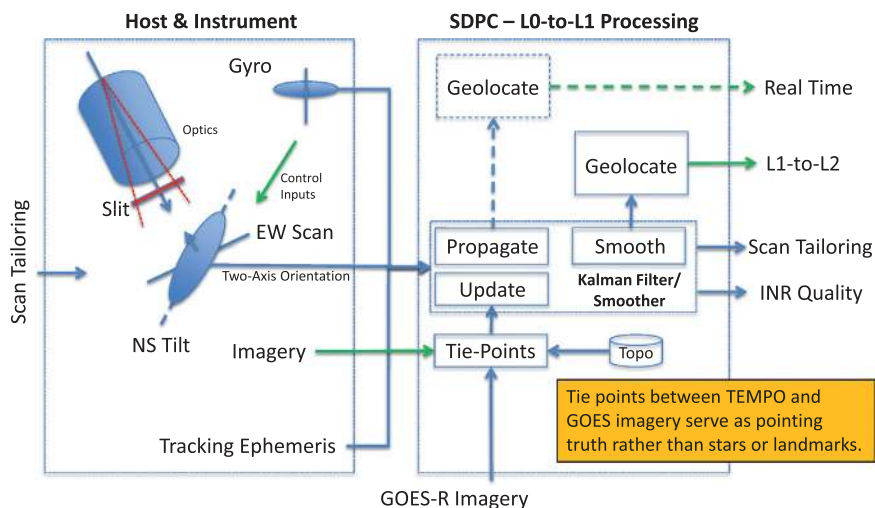 Host & Instrument
SDPC – L0-to-L1 Processing
Gyro
Optics
Control
Inputs
Slit
EW Scan
Two-Axis Orientation
NS Tilt
Scan Tailoring
Imagery
Tracking Ephemeris
Geolocate
Real Time
Geolocate
L1-to-L2
Propagate
Smooth
Scan Tailoring
Kalman Filter/
Smoother
Update
INR Quality
Tie-Points
Topo
Tie points between TEMPO and
GOES imagery serve as pointing
truth rather than stars or landmarks.
GOES-R Imagery